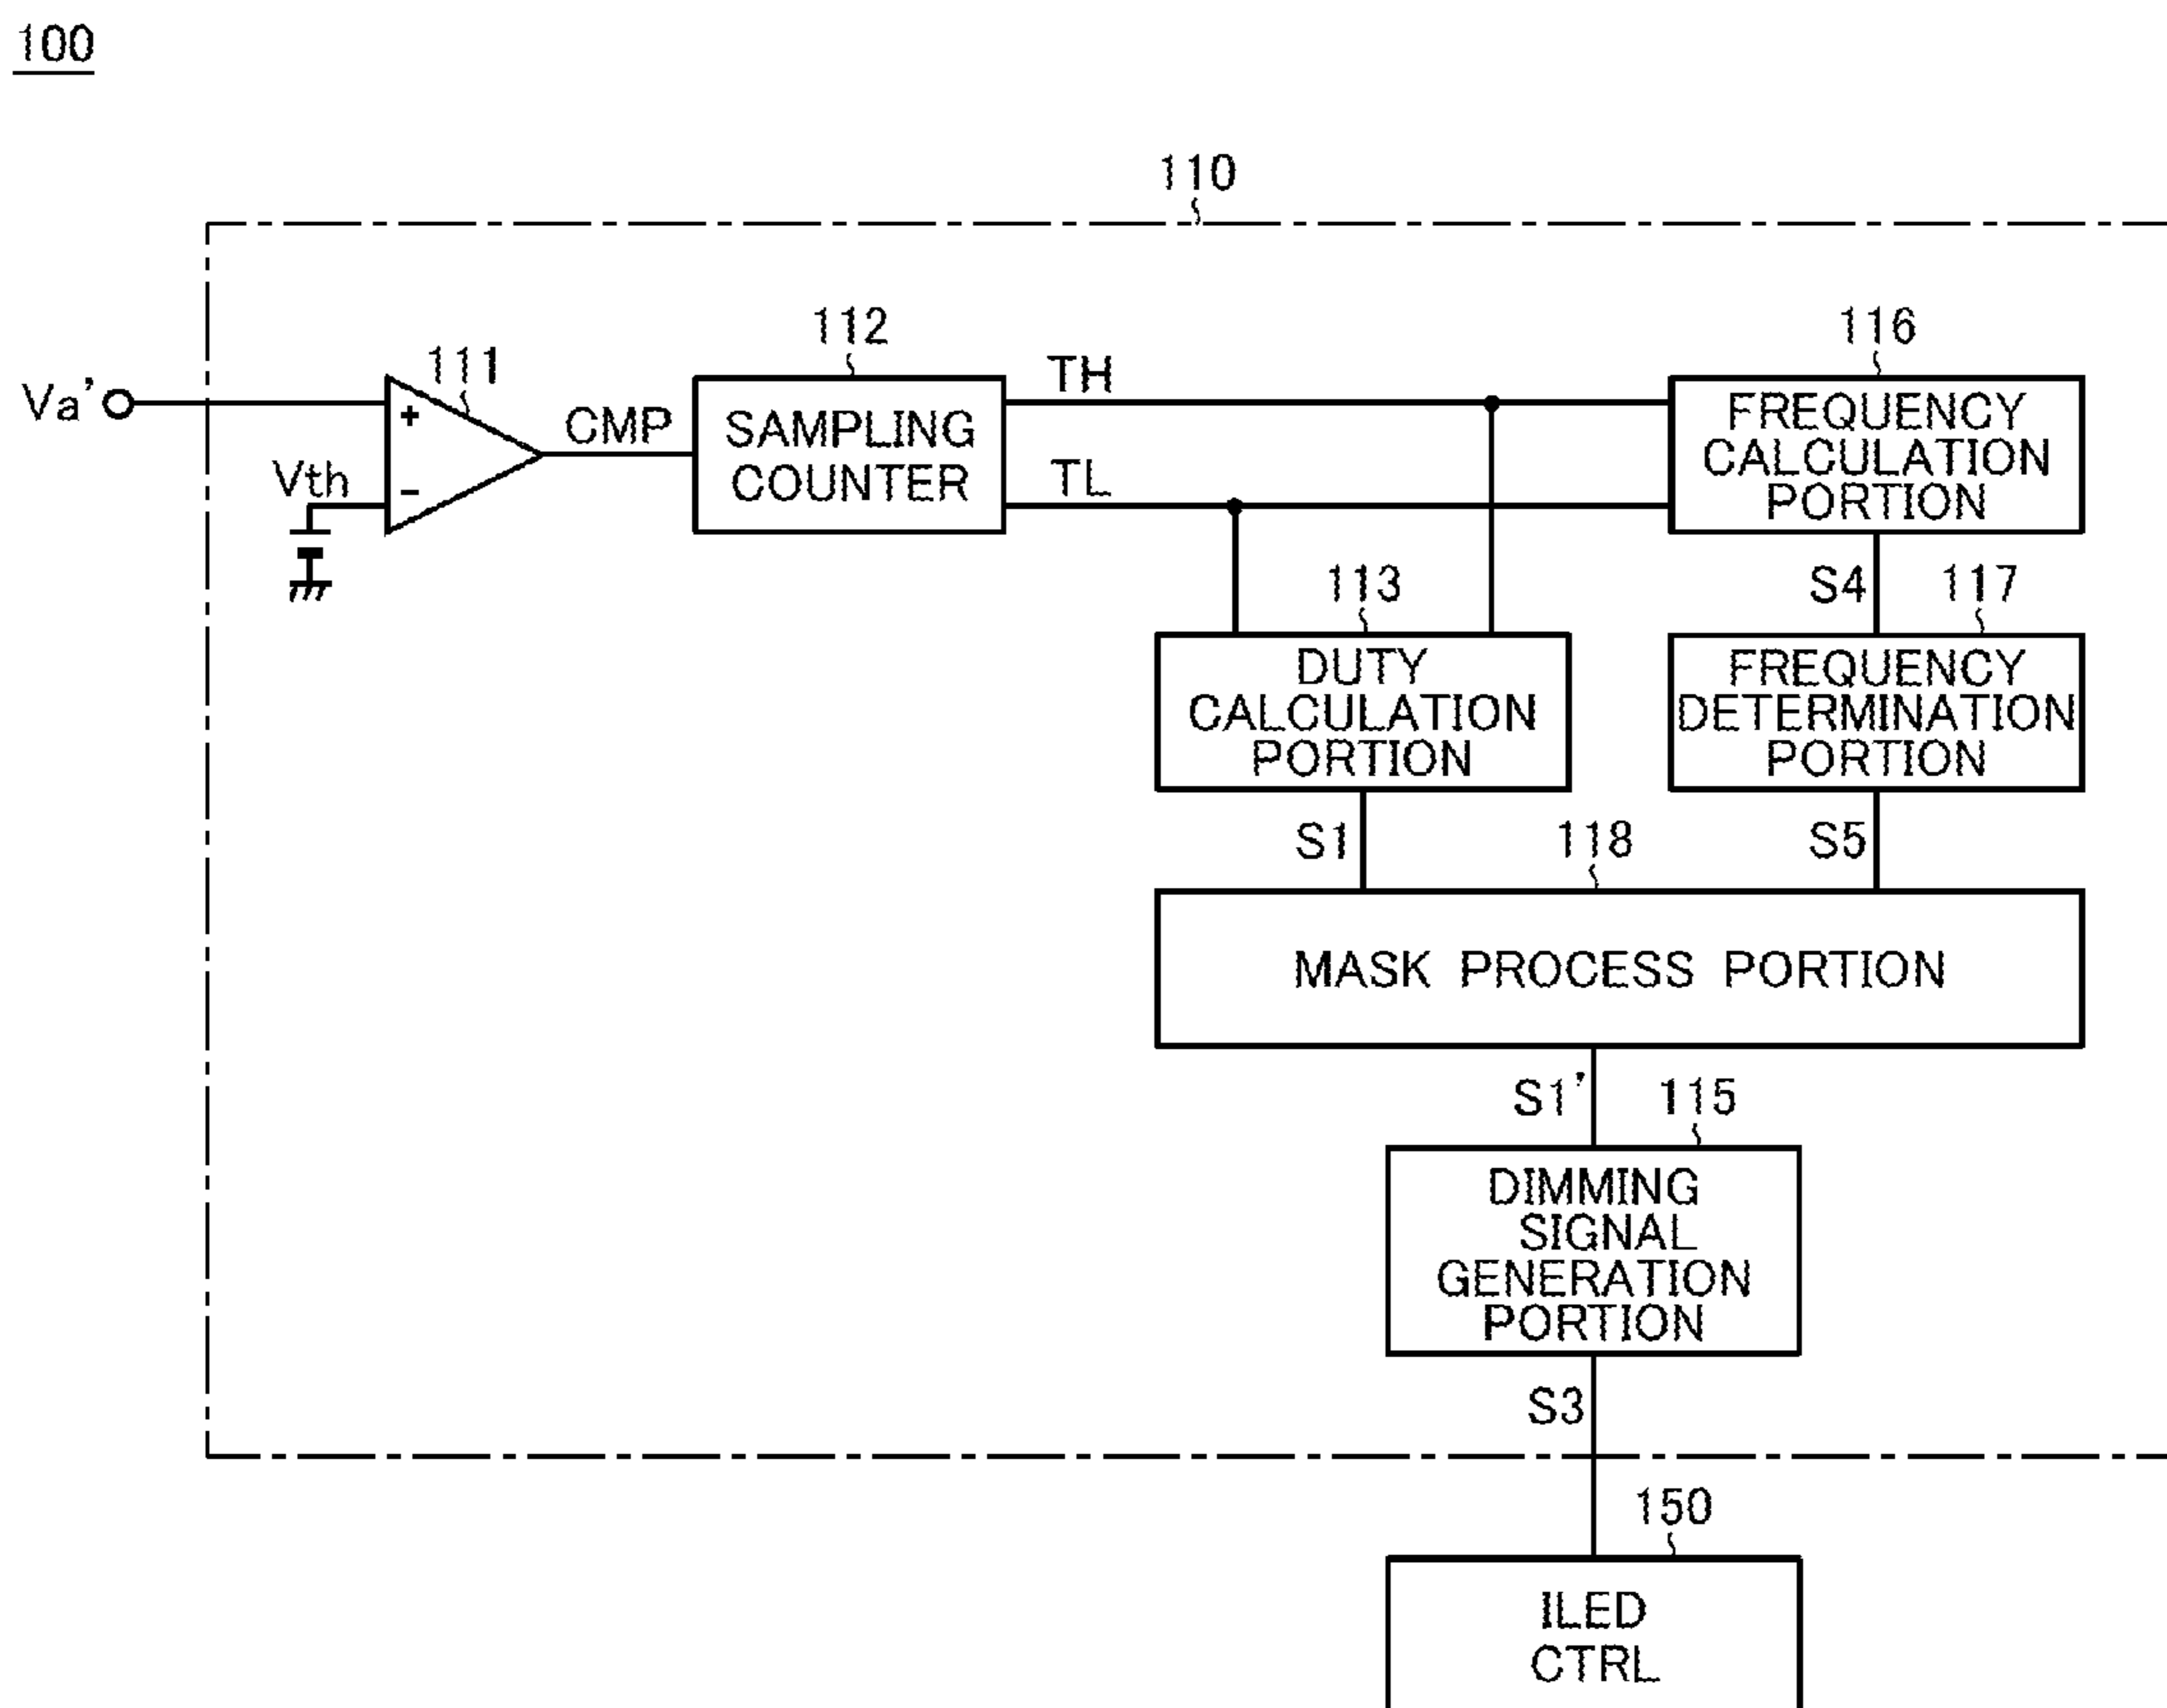 100
110
111
112
116
Va'
+
−
Vth
CMP
SAMPLING
COUNTER
TH
TL
FREQUENCY
CALCULATION
PORTION
113
S4
117
DUTY
CALCULATION
PORTION
FREQUENCY
DETERMINATION
PORTION
S1
118
S5
MASK PROCESS PORTION
S1'
115
DIMMING
SIGNAL
GENERATION
PORTION
S3
150
ILED
CTRL